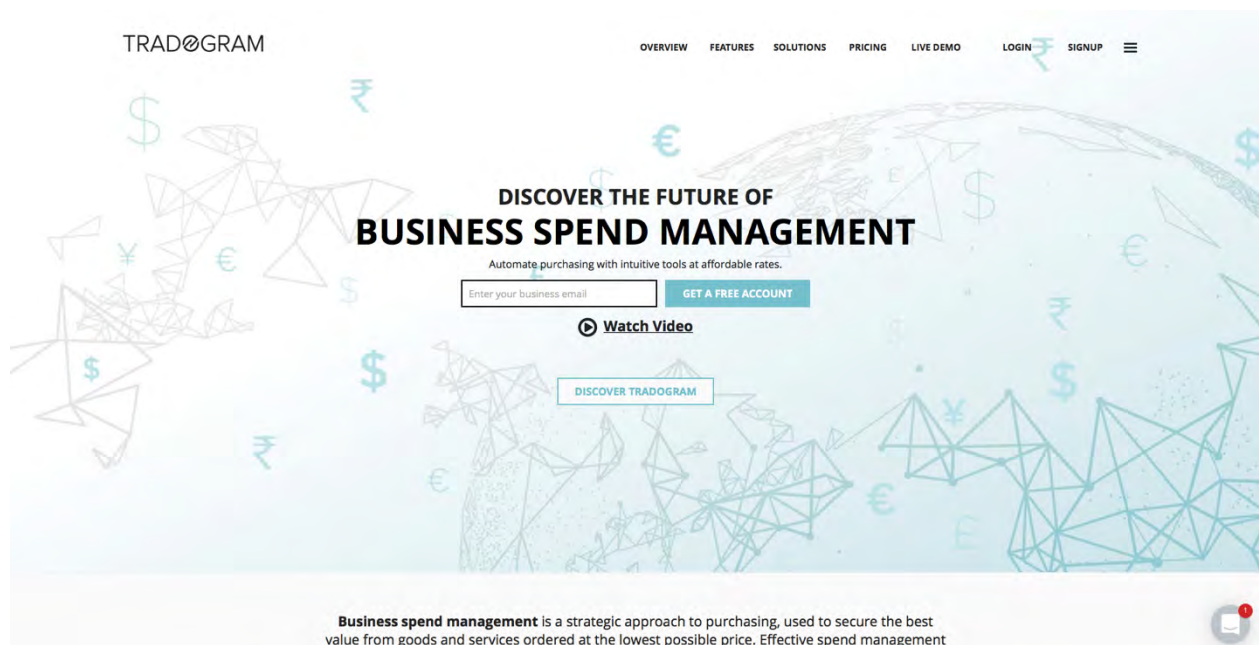 TRADOGRAM
OVERVIEW FEATURES SOLUTIONS PRICING LIVE DEMO LOGIN SIGNUP
DISCOVER THE FUTURE OF
BUSINESS SPEND MANAGEMENT
Automate purchasing with intuitive tools at affordable rates.
Enter your business email GET A FREE ACCOUNT
Watch Video
DISCOVER TRADOGRAM
Business spend management is a strategic approach to purchasing, used to secure the best
value from goods and services ordered at the lowest possible price. Effective spend management
1